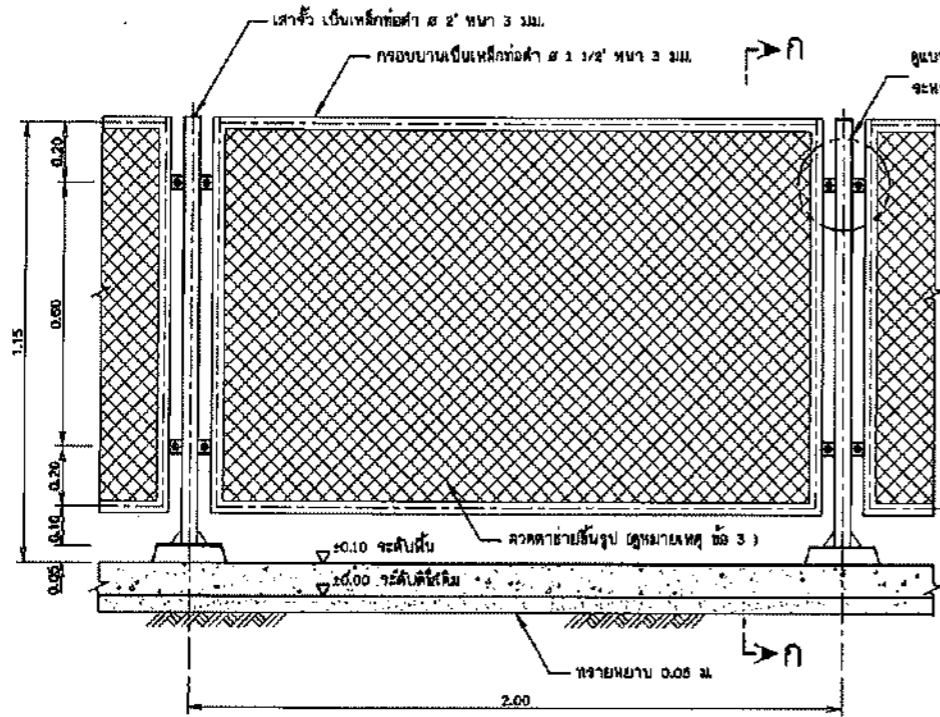 เสารั้ว เป็นเหล็กท่อดำ ø 2" หนา 3 มม.
กรอบบานเป็นเหล็กท่อดำ ø 1 1/2" หนา 3 มม.
ก
0.20
0.60
1.15
0.20
0.10
0.05
ลวดตาข่ายขึ้นรูป (ดูหมายเหตุ ข้อ 3 )
±0.10 ระดับพื้น
±0.00 ระดับดินเดิม
ก
ทรายหยาบ 0.05 ม.
2.00